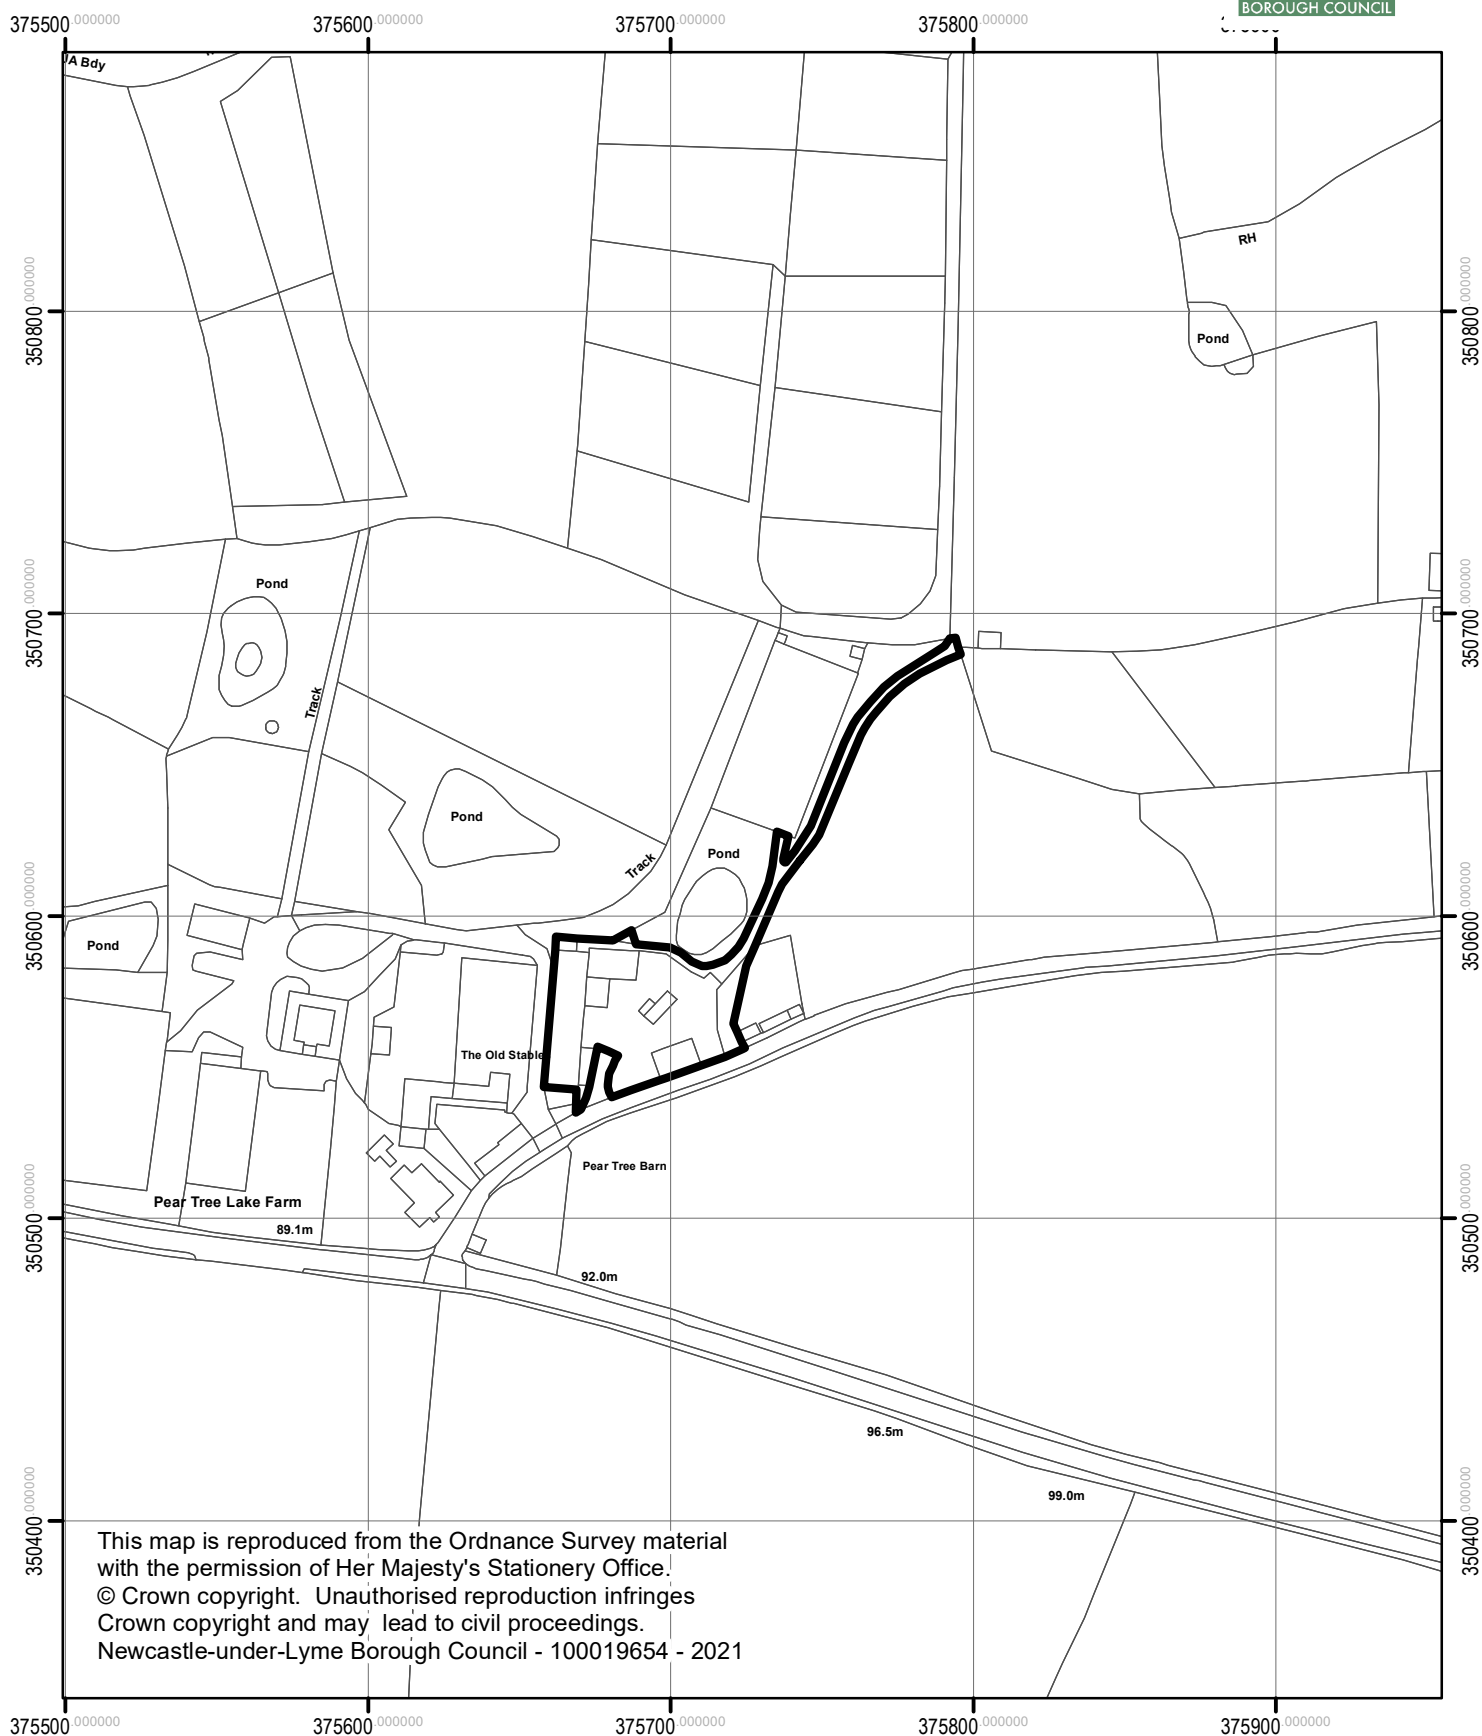 BOROUGH COUNCIL
375500.000000
375600.000000
375700.000000
375800.000000
JA Bdy
RH
350800.000000
350800.000000
Pond
350700.000000
350700.000000
Pond
Track
Pond
Track
Pond
350600.000000
350600.000000
Pond
The Old Stable
Pear Tree Barn
Pear Tree Lake Farm
89.1m
350500.000000
350500.000000
92.0m
96.5m
99.0m
350400.000000
350400.000000
This map is reproduced from the Ordnance Survey material
with the permission of Her Majesty's Stationery Office.
© Crown copyright. Unauthorised reproduction infringes
Crown copyright and may lead to civil proceedings.
Newcastle-under-Lyme Borough Council - 100019654 - 2021
375500.000000
375600.000000
375700.000000
375800.000000
375900.000000